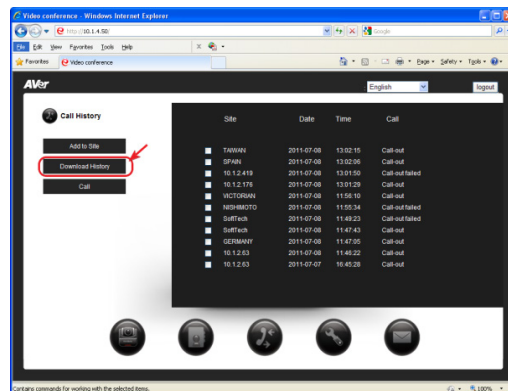 Video conference - Windows Internet Explorer
http://10.1.4.50/
Google
File Edit View Favorites Tools Help
Favorites Video conference
Page Safety Tools
AVer
English logout
Call History
Add to Site
Download History
Call
Site Date Time Call
TAIWAN 2011-07-08 13:02:15 Call-out
SPAIN 2011-07-08 13:02:06 Call-out
10.1.2.419 2011-07-08 13:01:50 Call-out failed
10.1.2.178 2011-07-08 13:01:29 Call-out
VICTORIAN 2011-07-08 11:56:10 Call-out
NISHIMOTO 2011-07-08 11:55:34 Call-out failed
SoftTech 2011-07-08 11:49:23 Call-out failed
SoftTech 2011-07-08 11:47:43 Call-out
GERMANY 2011-07-08 11:47:05 Call-out
10.1.2.63 2011-07-08 11:46:22 Call-out
10.1.2.63 2011-07-07 16:45:28 Call-out
Contains commands for working with the selected items.
100%